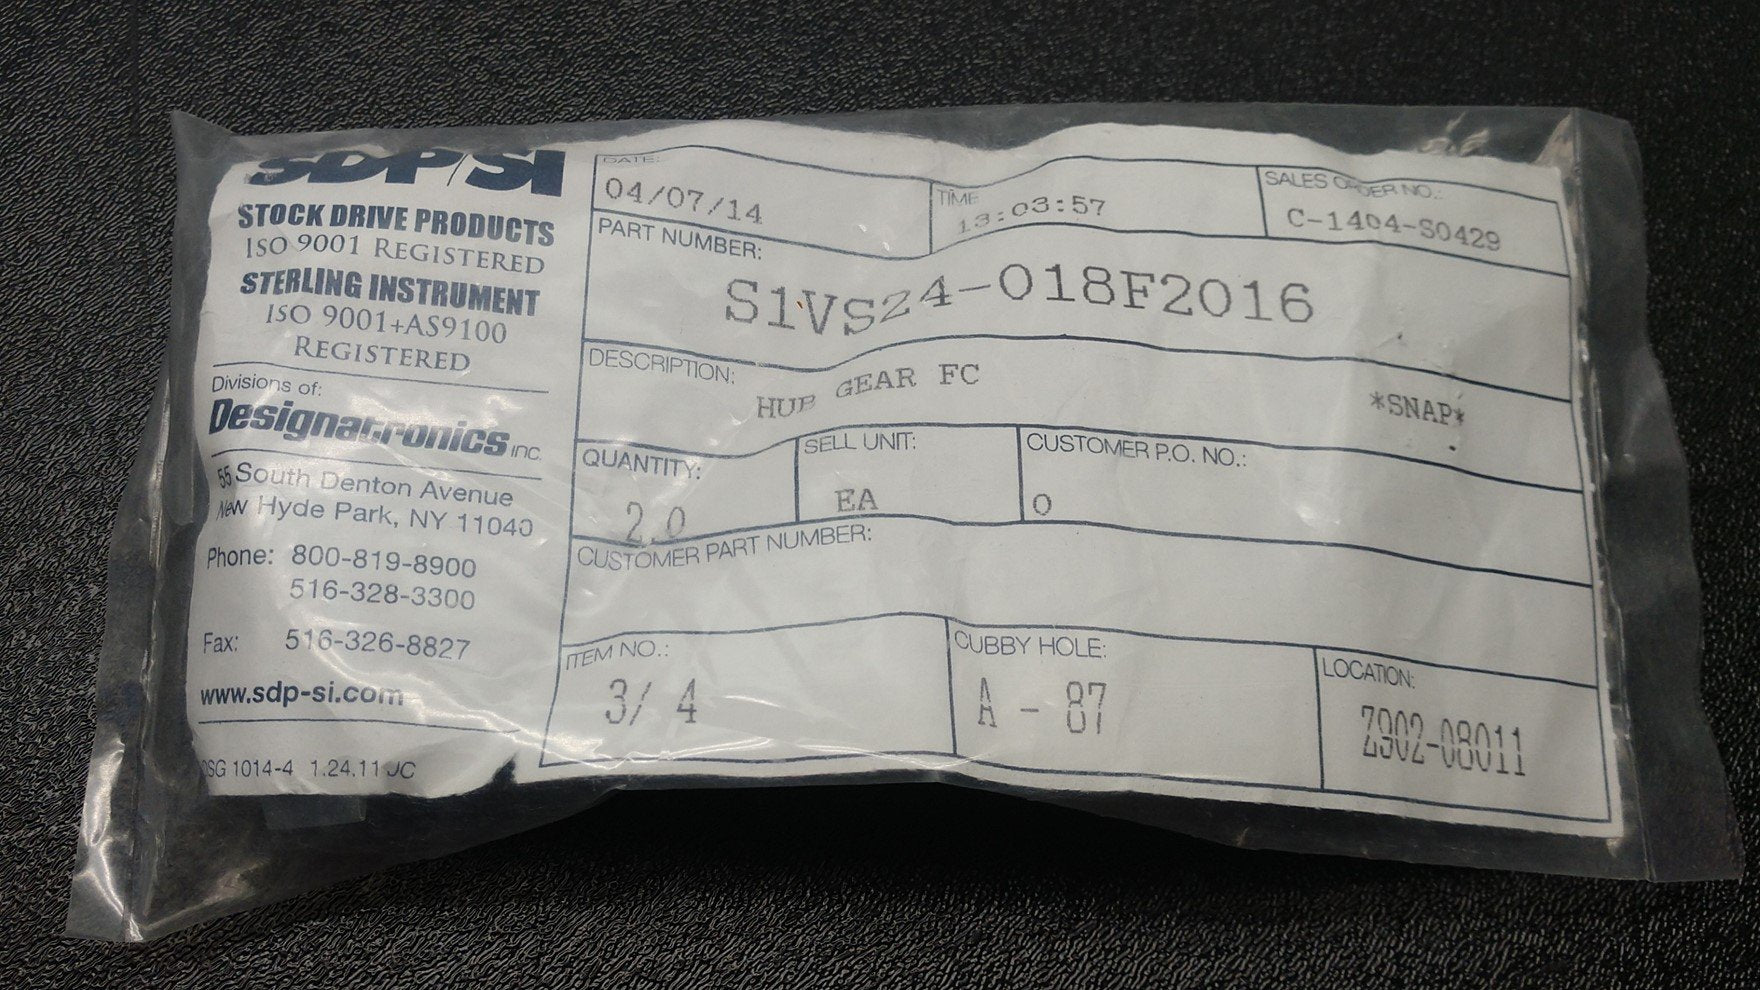 SDP/SI
STOCK DRIVE PRODUCTS
ISO 9001 REGISTERED
STERLING INSTRUMENT
ISO 9001+AS9100
REGISTERED
Divisions of:
Designatronics INC.
55 South Denton Avenue
New Hyde Park, NY 11040
Phone: 800-819-8900
516-328-3300
Fax: 516-326-8827
www.sdp-si.com
DSG 1014-4 1.24.11 JC
DATE:
04/07/14
TIME
13:03:57
SALES ORDER NO.:
C-1404-S0429
PART NUMBER:
S1VS24-018F2016
DESCRIPTION:
HUB GEAR FC *SNAP*
QUANTITY:
2.0
SELL UNIT:
EA
CUSTOMER P.O. NO.:
0
CUSTOMER PART NUMBER:
ITEM NO.:
3/ 4
CUBBY HOLE:
A - 87
LOCATION:
Z902-08011